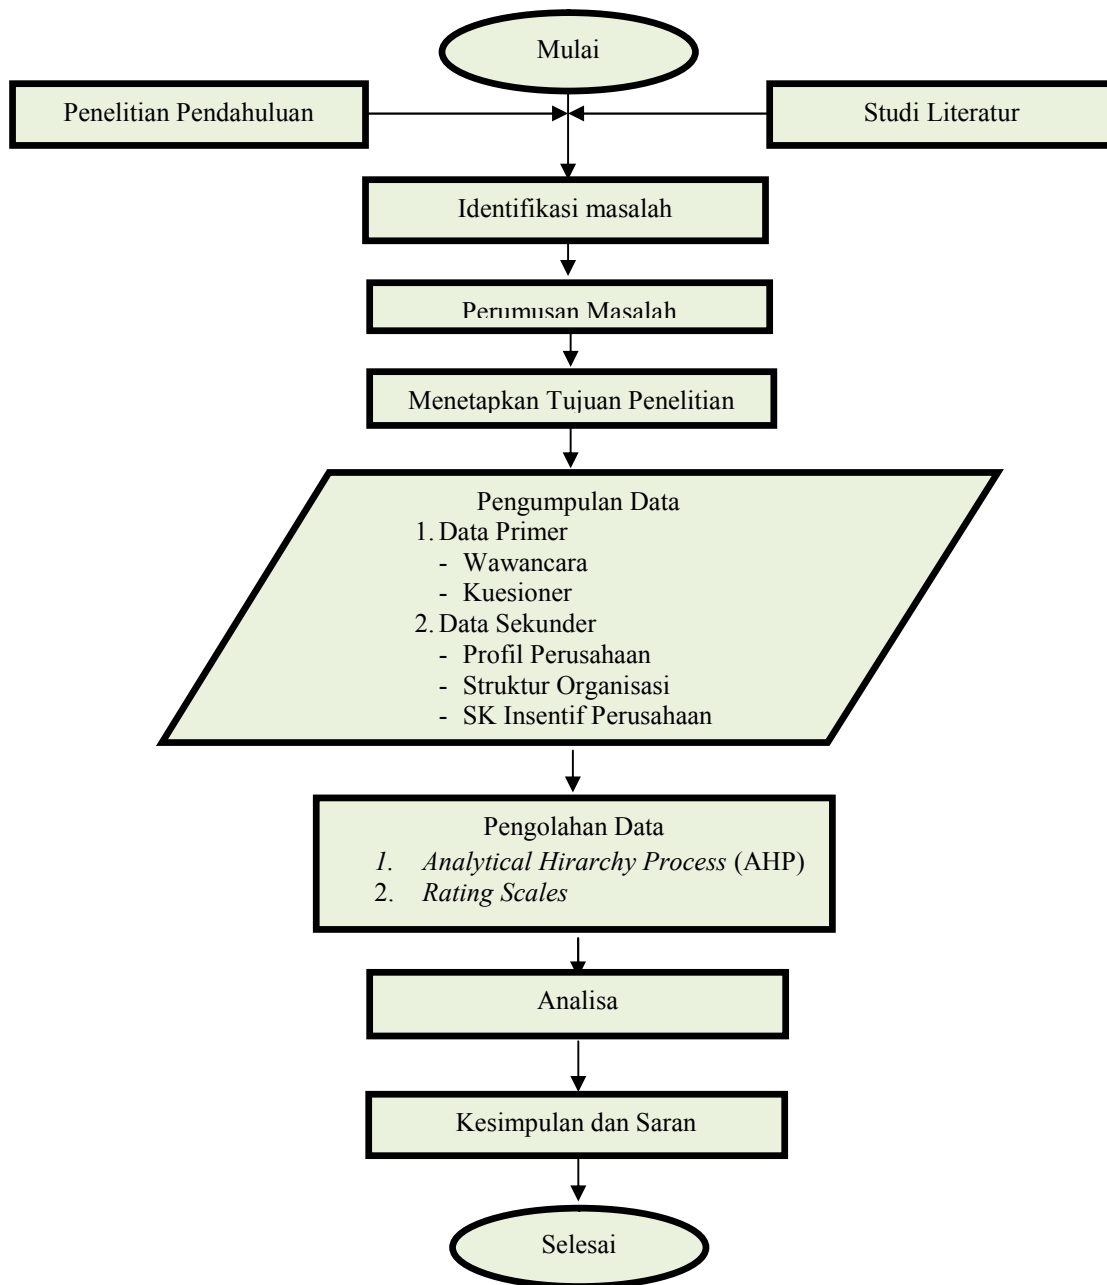 Mulai
Penelitian Pendahuluan
Studi Literatur
Identifikasi masalah
Perumusan Masalah
Menetapkan Tujuan Penelitian
Pengumpulan Data
1. Data Primer
- Wawancara
- Kuesioner
2. Data Sekunder
- Profil Perusahaan
- Struktur Organisasi
- SK Insentif Perusahaan
Pengolahan Data
1. Analytical Hirarchy Process (AHP)
2. Rating Scales
Analisa
Kesimpulan dan Saran
Selesai